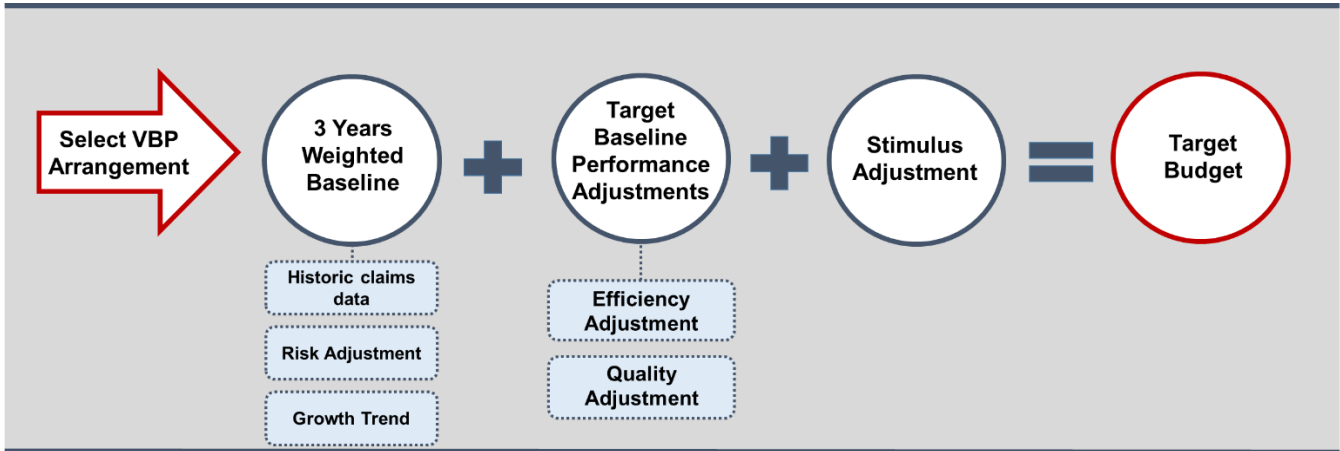 Select VBP
Arrangement
3 Years
Weighted
Baseline
Target
Baseline
Performance
Adjustments
Stimulus
Adjustment
Target
Budget
Historic claims
data
Risk Adjustment
Growth Trend
Efficiency
Adjustment
Quality
Adjustment